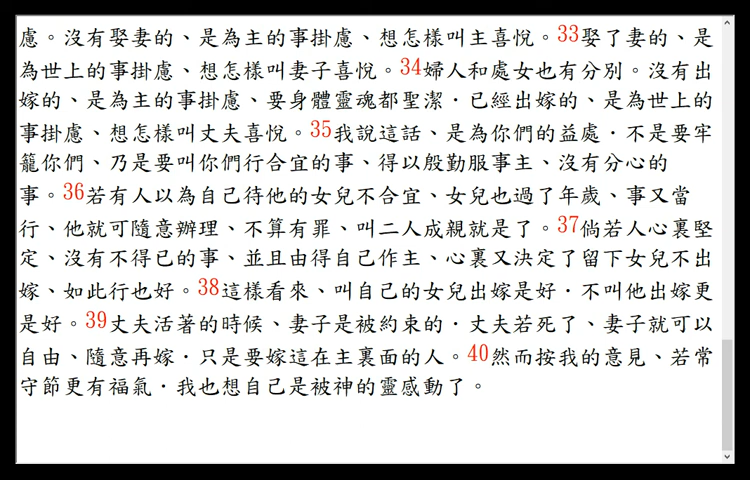 慮。沒有娶妻的、是為主的事掛慮、想怎樣叫主喜悅。33娶了妻的、是
為世上的事掛慮、想怎樣叫妻子喜悅。34婦人和處女也有分別。沒有出
嫁的、是為主的事掛慮、要身體靈魂都聖潔．已經出嫁的、是為世上的
事掛慮、想怎樣叫丈夫喜悅。35我說這話、是為你們的益處．不是要牢
籠你們、乃是要叫你們行合宜的事、得以殷勤服事主、沒有分心的
事。36若有人以為自己待他的女兒不合宜、女兒也過了年歲、事又當
行、他就可隨意辦理、不算有罪、叫二人成親就是了。37倘若人心裏堅
定、沒有不得已的事、並且由得自己作主、心裏又決定了留下女兒不出
嫁、如此行也好。38這樣看來、叫自己的女兒出嫁是好．不叫他出嫁更
是好。39丈夫活著的時候、妻子是被約束的．丈夫若死了、妻子就可以
自由、隨意再嫁．只是要嫁這在主裏面的人。40然而按我的意見、若常
守節更有福氣．我也想自己是被神的靈感動了。